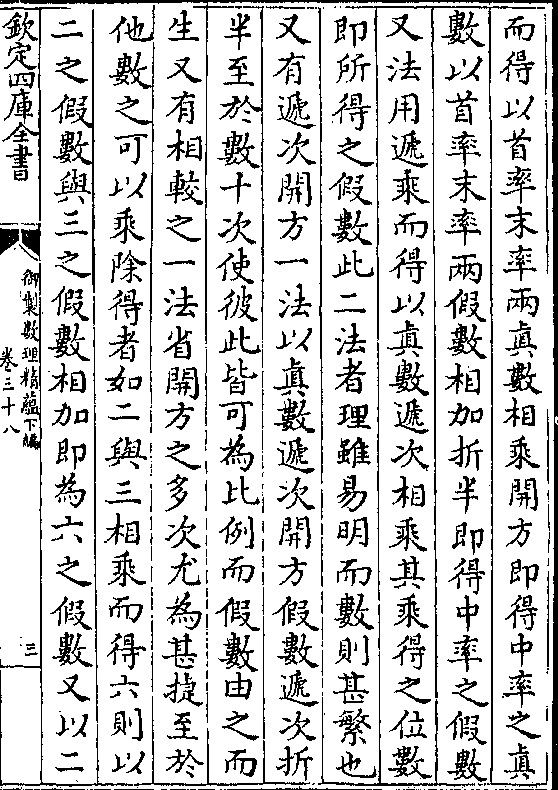 而得以首率末率兩真數相乘開方即得中率之真
數以首率末率兩假數相加折半即得中率之假數
又法用遞乘而得以真數遞次相乘其乘得之位數
即所得之假數此二法者理雖易明而數則甚繁也
又有遞次開方一法以真數遞次開方假數遞次折
半至於數十次使彼此皆可為比例而假數由之而
生又有相較之一法省開方之多次尤為甚捷至於
他數之可以乘除得者如二與三相乘而得六則以
二之假數與三之假數相加即為六之假數又以二
欽定四庫全書
御製數理精蘊下編
卷三十八
三